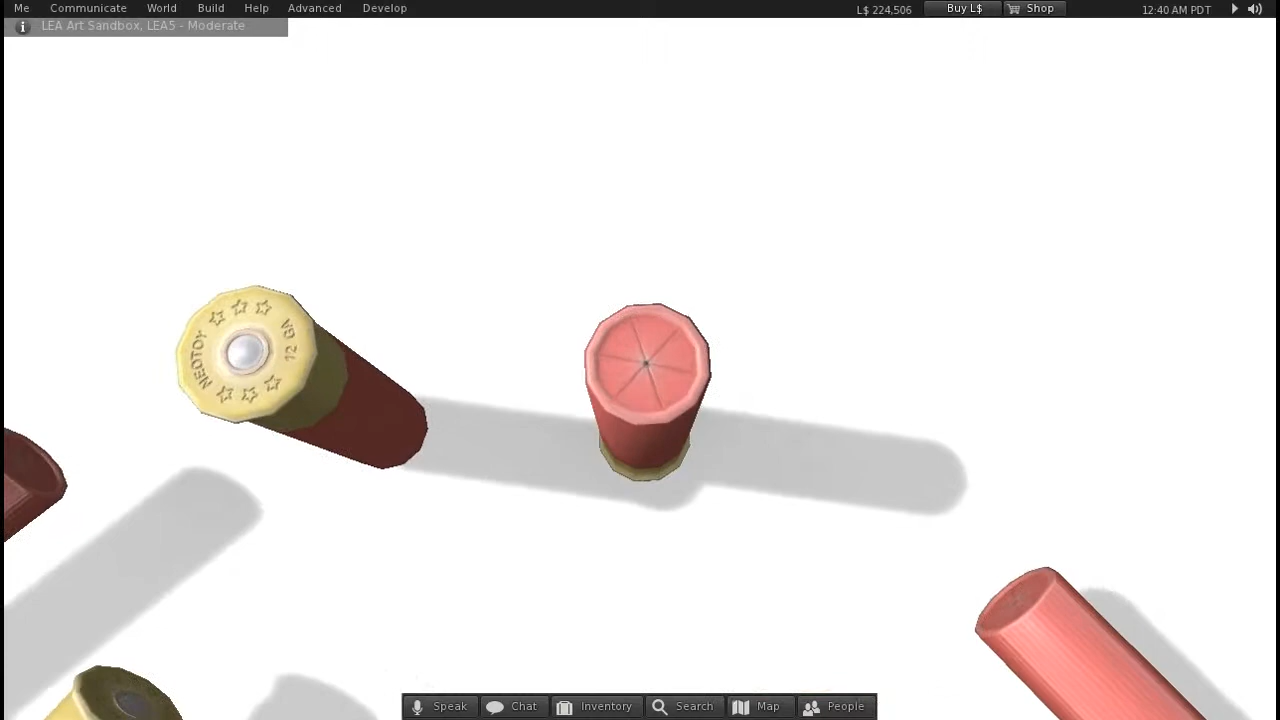 Me Communicate World Build Help Advanced Develop L$ 224,506 Buy L$ Shop 12:40 AM PDT
LEA Art Sandbox, LEA5 - Moderate
NEOTOY 12 GA
Speak Chat Inventory Search Map People